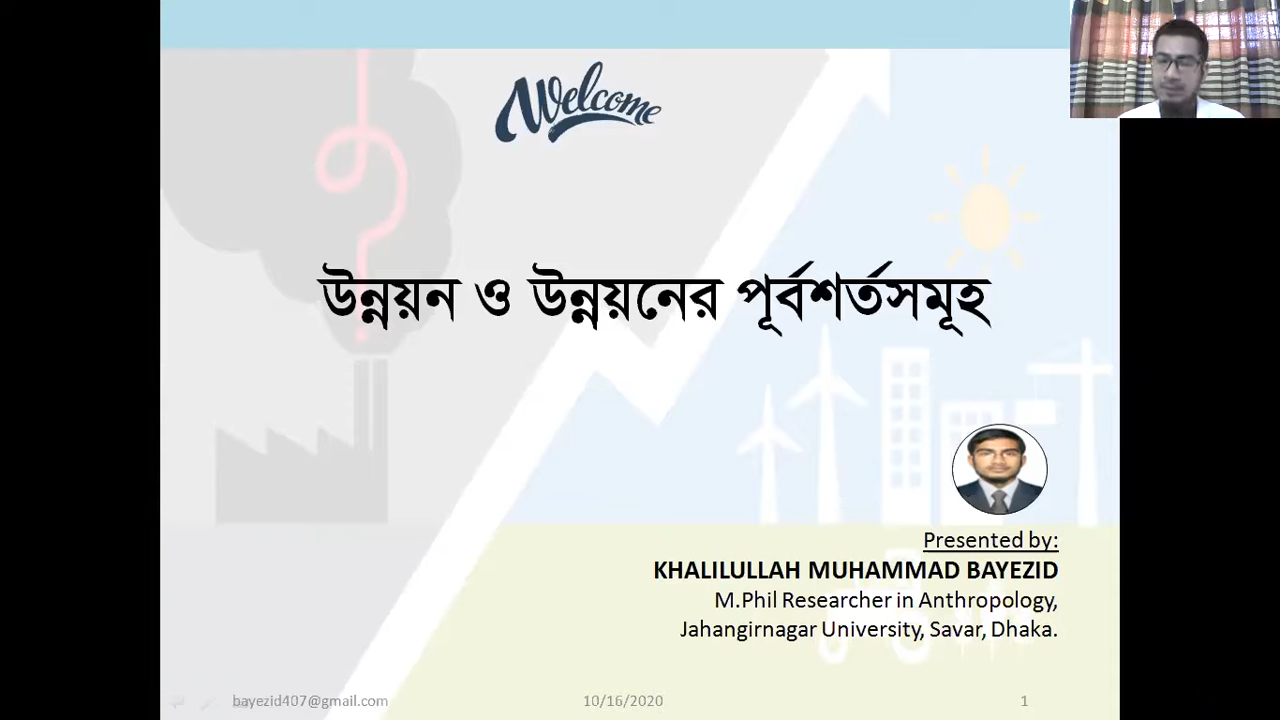 Welcome
উন্নয়ন ও উন্নয়নের পূর্বশর্তসমূহ
Presented by:
KHALILULLAH MUHAMMAD BAYEZID
M.Phil Researcher in Anthropology,
Jahangirnagar University, Savar, Dhaka.
bayezid407@gmail.com 10/16/2020 1